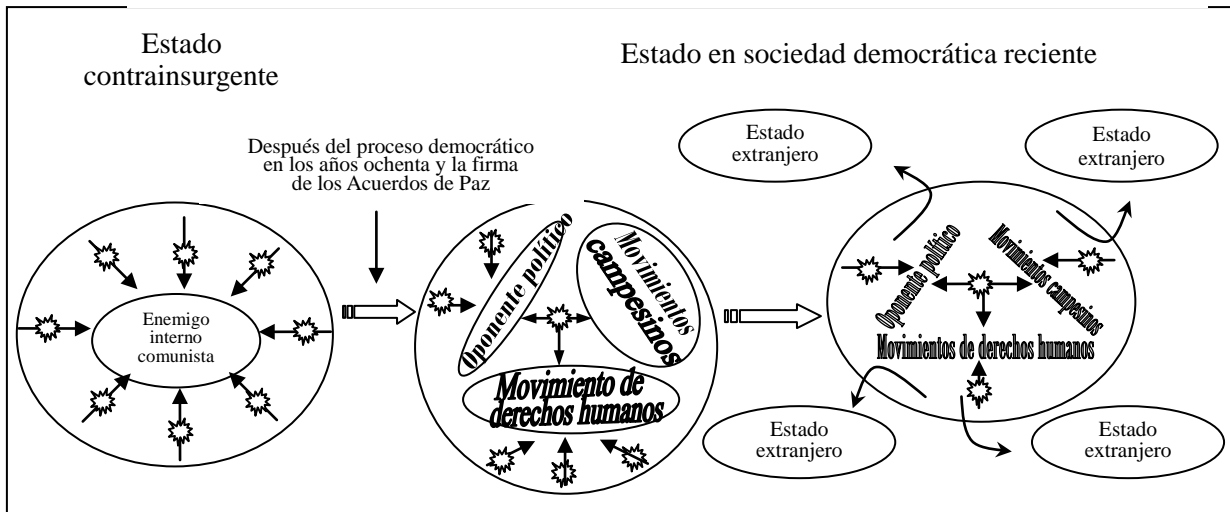 Estado
contrainsurgente
Estado en sociedad democrática reciente
Después del proceso democrático
en los años ochenta y la firma
de los Acuerdos de Paz
Enemigo
interno
comunista
Oponente político
Movimientos
campesinos
Movimiento de
derechos humanos
Estado
extranjero
Estado
extranjero
Oponente político
Movimientos campesinos
Movimientos de derechos humanos
Estado
extranjero
Estado
extranjero